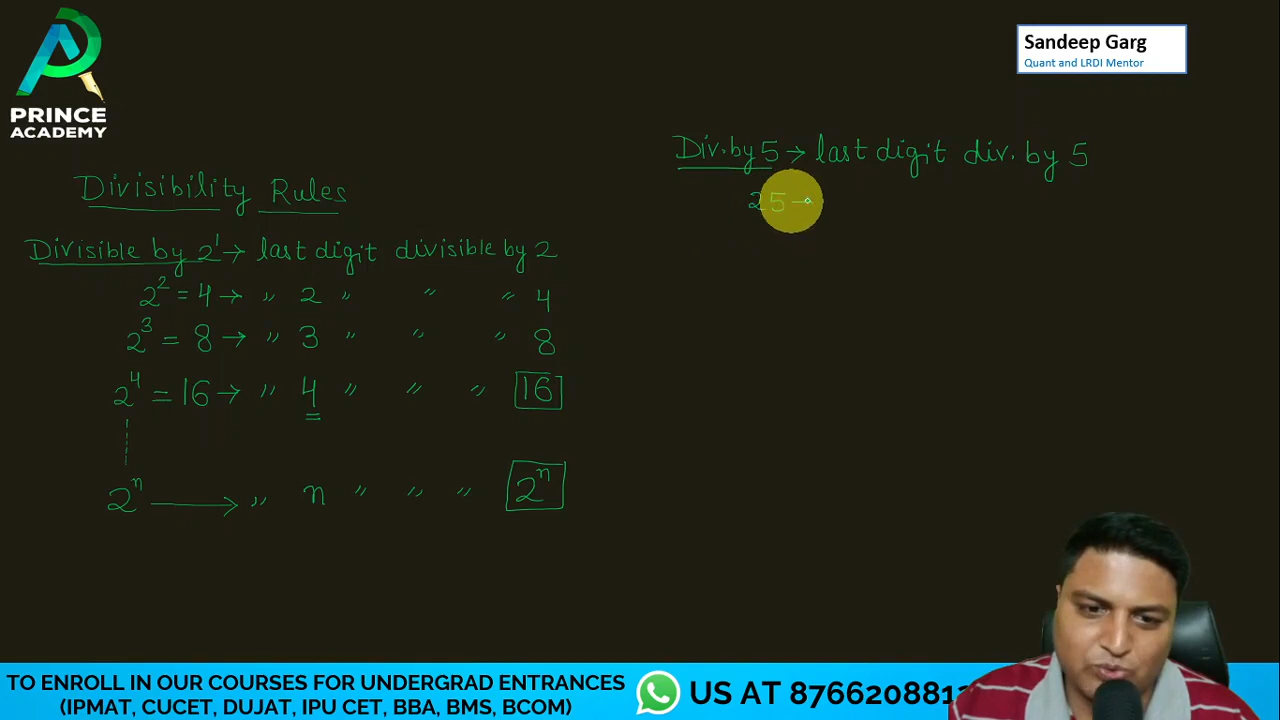 PRINCE
ACADEMY
Sandeep Garg
Quant and LRDI Mentor
Divisibility Rules
Divisible by 2¹→ last digit divisible by 2
2² = 4 → " 2 " " " 4
2³ = 8 → " 3 " " " 8
2⁴ = 16 → " 4 " " " 16
2ⁿ → " n " " " 2ⁿ
Div. by 5 → last digit div. by 5
25 →
TO ENROLL IN OUR COURSES FOR UNDERGRAD ENTRANCES
(IPMAT, CUCET, DUJAT, IPU CET, BBA, BMS, BCOM)
US AT